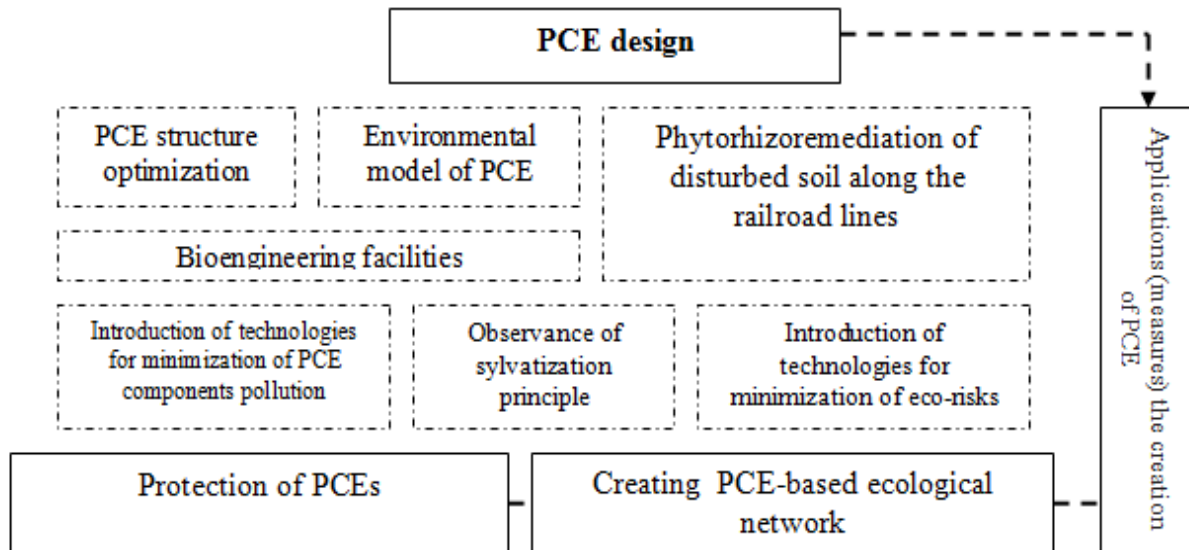 PCE design
PCE structure
optimization
Environmental
model of PCE
Phytorhizoremediation of
disturbed soil along the
railroad lines
Bioengineering facilities
Introduction of technologies
for minimization of PCE
components pollution
Observance of
sylvatization
principle
Introduction of
technologies for
minimization of eco-risks
Protection of PCEs
Creating PCE-based ecological
network
Applications (measures) the creation
of PCE